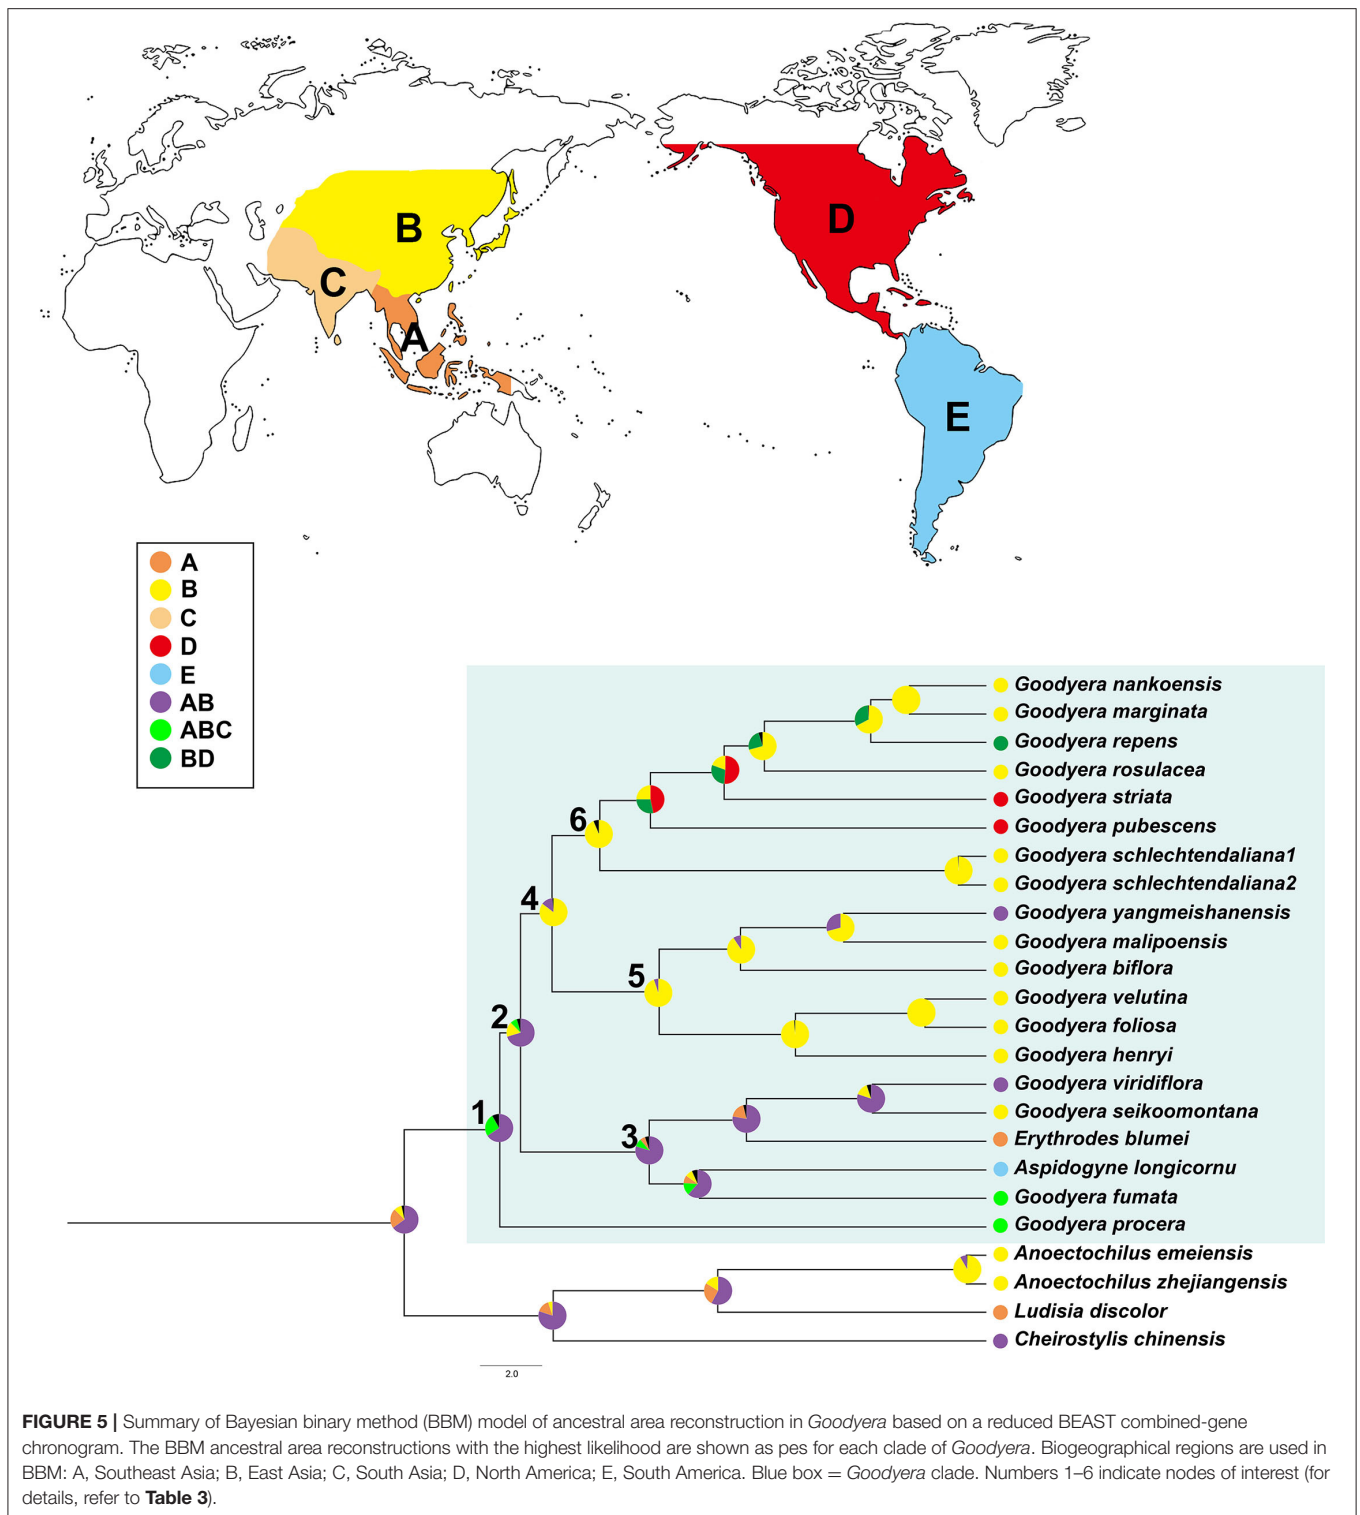 B
C
A
D
E
A
B
C
D
E
AB
ABC
BD
Goodyera nankoensis
Goodyera marginata
Goodyera repens
Goodyera rosulacea
Goodyera striata
Goodyera pubescens
Goodyera schlechtendaliana1
Goodyera schlechtendaliana2
Goodyera yangmeishanensis
Goodyera malipoensis
Goodyera biflora
Goodyera velutina
Goodyera foliosa
Goodyera henryi
Goodyera viridiflora
Goodyera seikoomontana
Erythrodes blumei
Aspidogyne longicornu
Goodyera fumata
Goodyera procera
Anoectochilus emeiensis
Anoectochilus zhejiangensis
Ludisia discolor
Cheirostylis chinensis
6
4
5
2
1
3
2.0
FIGURE 5 | Summary of Bayesian binary method (BBM) model of ancestral area reconstruction in Goodyera based on a reduced BEAST combined-gene
chronogram. The BBM ancestral area reconstructions with the highest likelihood are shown as pes for each clade of Goodyera. Biogeographical regions are used in
BBM: A, Southeast Asia; B, East Asia; C, South Asia; D, North America; E, South America. Blue box = Goodyera clade. Numbers 1–6 indicate nodes of interest (for
details, refer to Table 3).